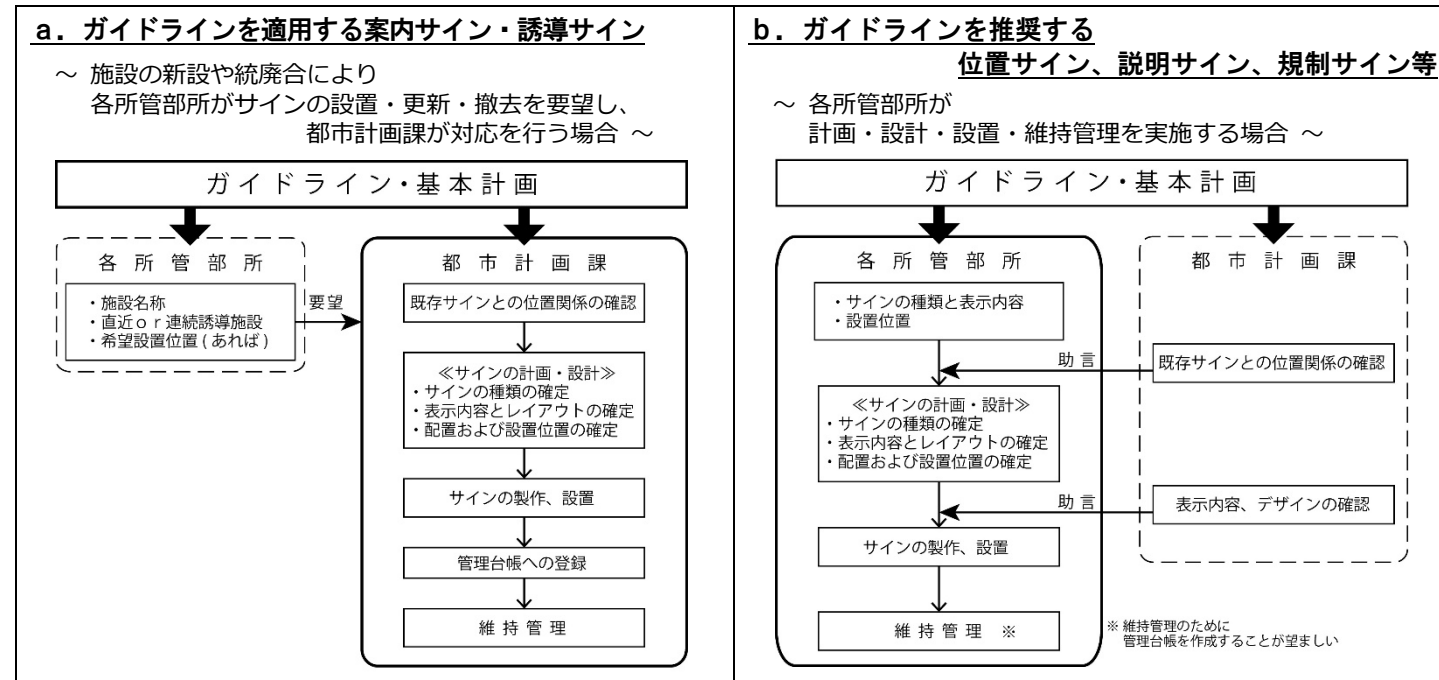 a．ガイドラインを適用する案内サイン・誘導サイン
～ 施設の新設や統廃合により
各所管部所がサインの設置・更新・撤去を要望し、
都市計画課が対応を行う場合 ～
ガイドライン・基本計画
各所管部所
・施設名称
・直近ｏｒ連続誘導施設
・希望設置位置(あれば)
要望
都市計画課
既存サインとの位置関係の確認
≪サインの計画・設計≫
・サインの種類の確定
・表示内容とレイアウトの確定
・配置および設置位置の確定
サインの製作、設置
管理台帳への登録
維持管理
b．ガイドラインを推奨する
位置サイン、説明サイン、規制サイン等
～ 各所管部所が
計画・設計・設置・維持管理を実施する場合 ～
ガイドライン・基本計画
各所管部所
・サインの種類と表示内容
・設置位置
≪サインの計画・設計≫
・サインの種類の確定
・表示内容とレイアウトの確定
・配置および設置位置の確定
サインの製作、設置
維持管理 ※
都市計画課
助言
既存サインとの位置関係の確認
助言
表示内容、デザインの確認
※ 維持管理のために
管理台帳を作成することが望ましい